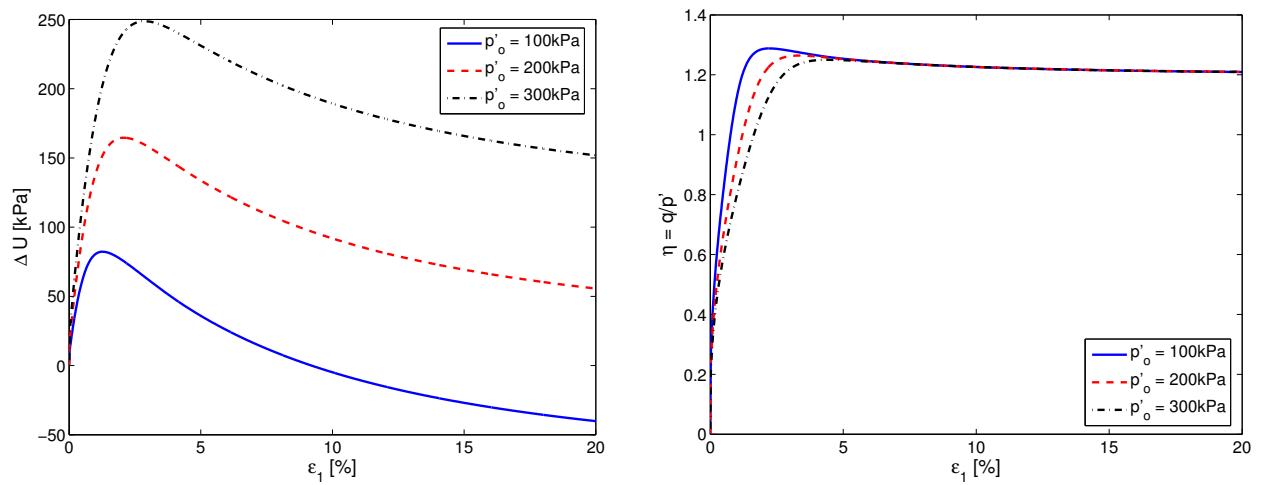 250
200
150
100
50
0
−50
Δ U [kPa]
0
5
10
15
20
ε1 [%]
p'o = 100kPa
p'o = 200kPa
p'o = 300kPa
1.4
1.2
1
0.8
0.6
0.4
0.2
0
η = q/p'
0
5
10
15
20
ε1 [%]
p'o = 100kPa
p'o = 200kPa
p'o = 300kPa